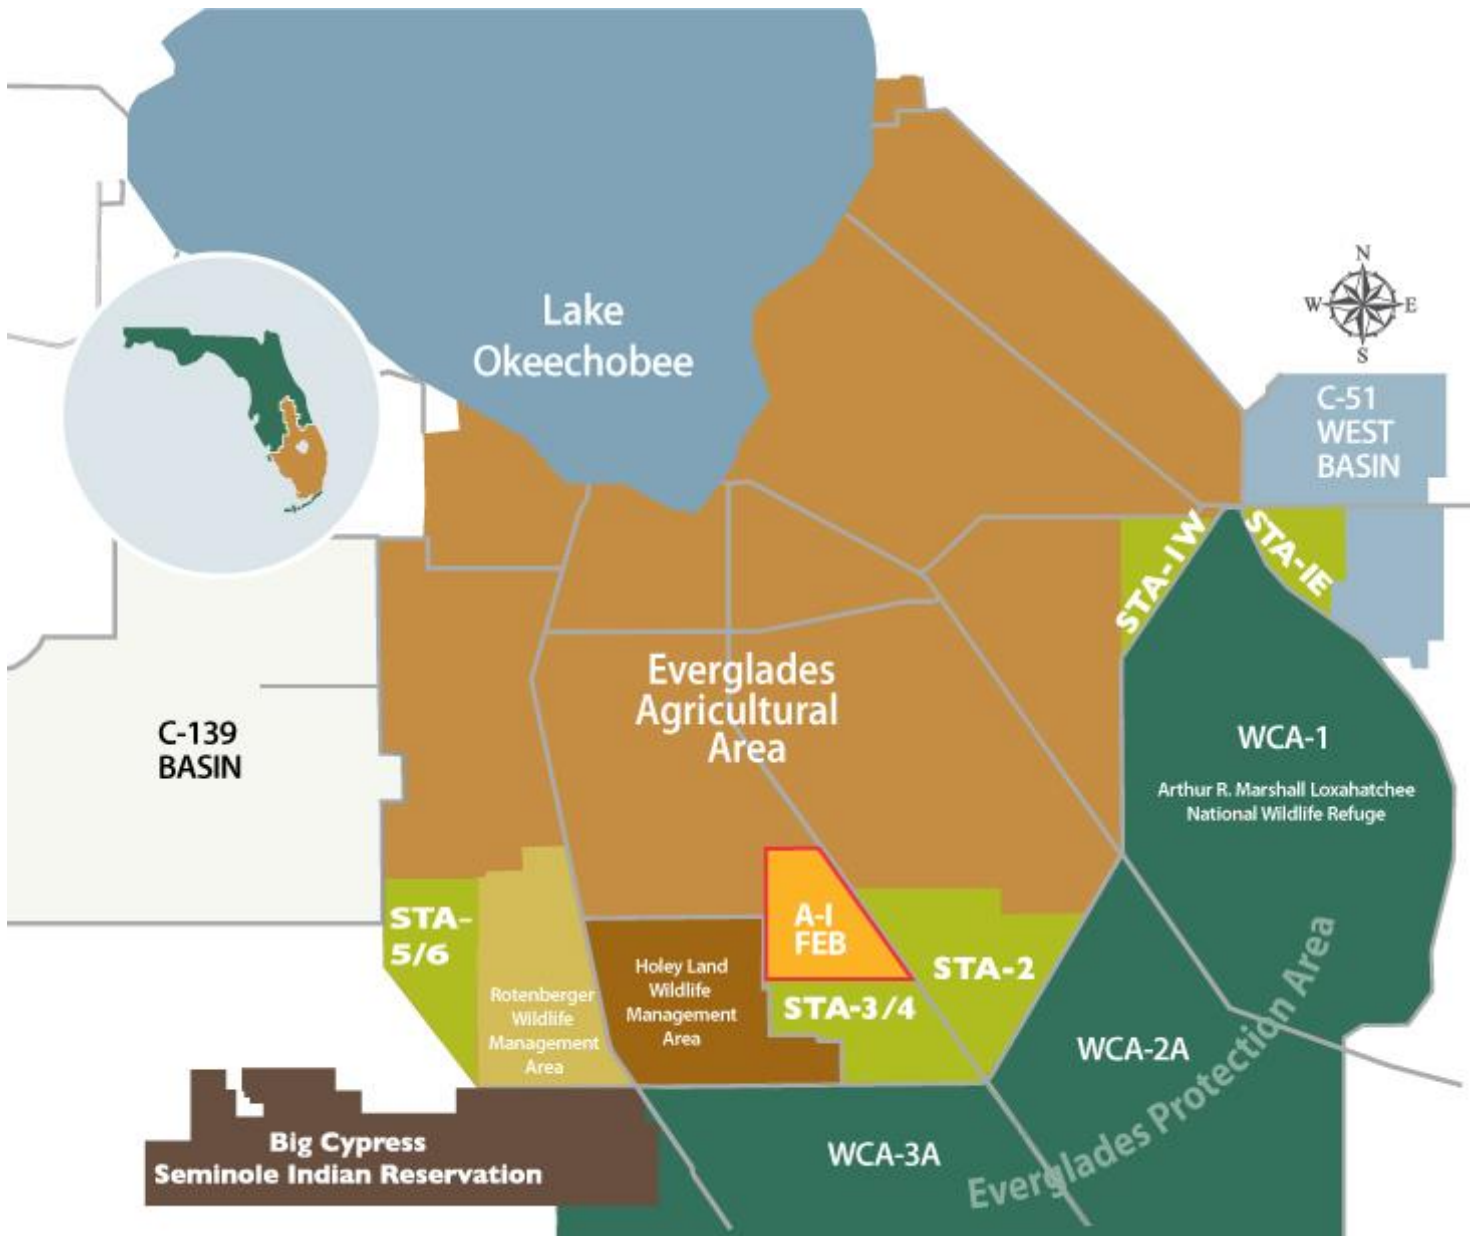 N
W E
S
Lake
Okeechobee
C-51
WEST
BASIN
STA-1W
STA-1E
Everglades
Agricultural
Area
C-139
BASIN
WCA-1
Arthur R. Marshall Loxahatchee
National Wildlife Refuge
STA-
5/6
A-1
FEB
STA-2
Rotenberger
Wildlife
Management
Area
Holey Land
Wildlife
Management
Area
STA-3/4
WCA-2A
Everglades Protection Area
Big Cypress
Seminole Indian Reservation
WCA-3A